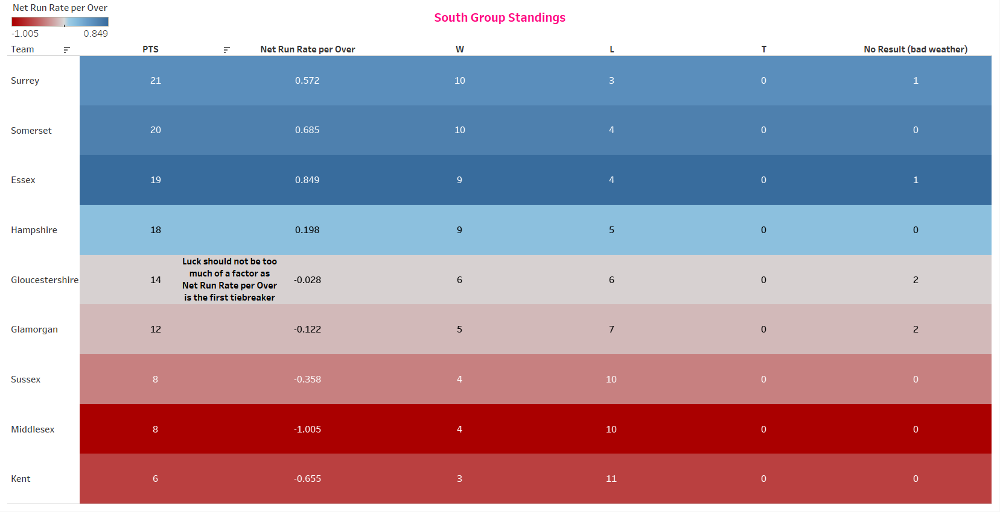 Net Run Rate per Over
-1.005 0.849
South Group Standings
Team PTS Net Run Rate per Over W L T No Result (bad weather)
Surrey 21 0.572 10 3 0 1
Somerset 20 0.685 10 4 0 0
Essex 19 0.849 9 4 0 1
Hampshire 18 0.198 9 5 0 0
Gloucestershire 14 -0.028 6 6 0 2
Luck should not be too
much of a factor as
Net Run Rate per Over
is the first tiebreaker
Glamorgan 12 -0.122 5 7 0 2
Sussex 8 -0.358 4 10 0 0
Middlesex 8 -1.005 4 10 0 0
Kent 6 -0.655 3 11 0 0